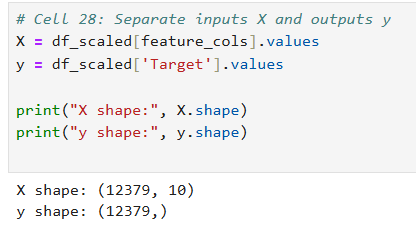 # Cell 28: Separate inputs X and outputs y
X = df_scaled[feature_cols].values
y = df_scaled['Target'].values
print("X shape:", X.shape)
print("y shape:", y.shape)
X shape: (12379, 10)
y shape: (12379,)